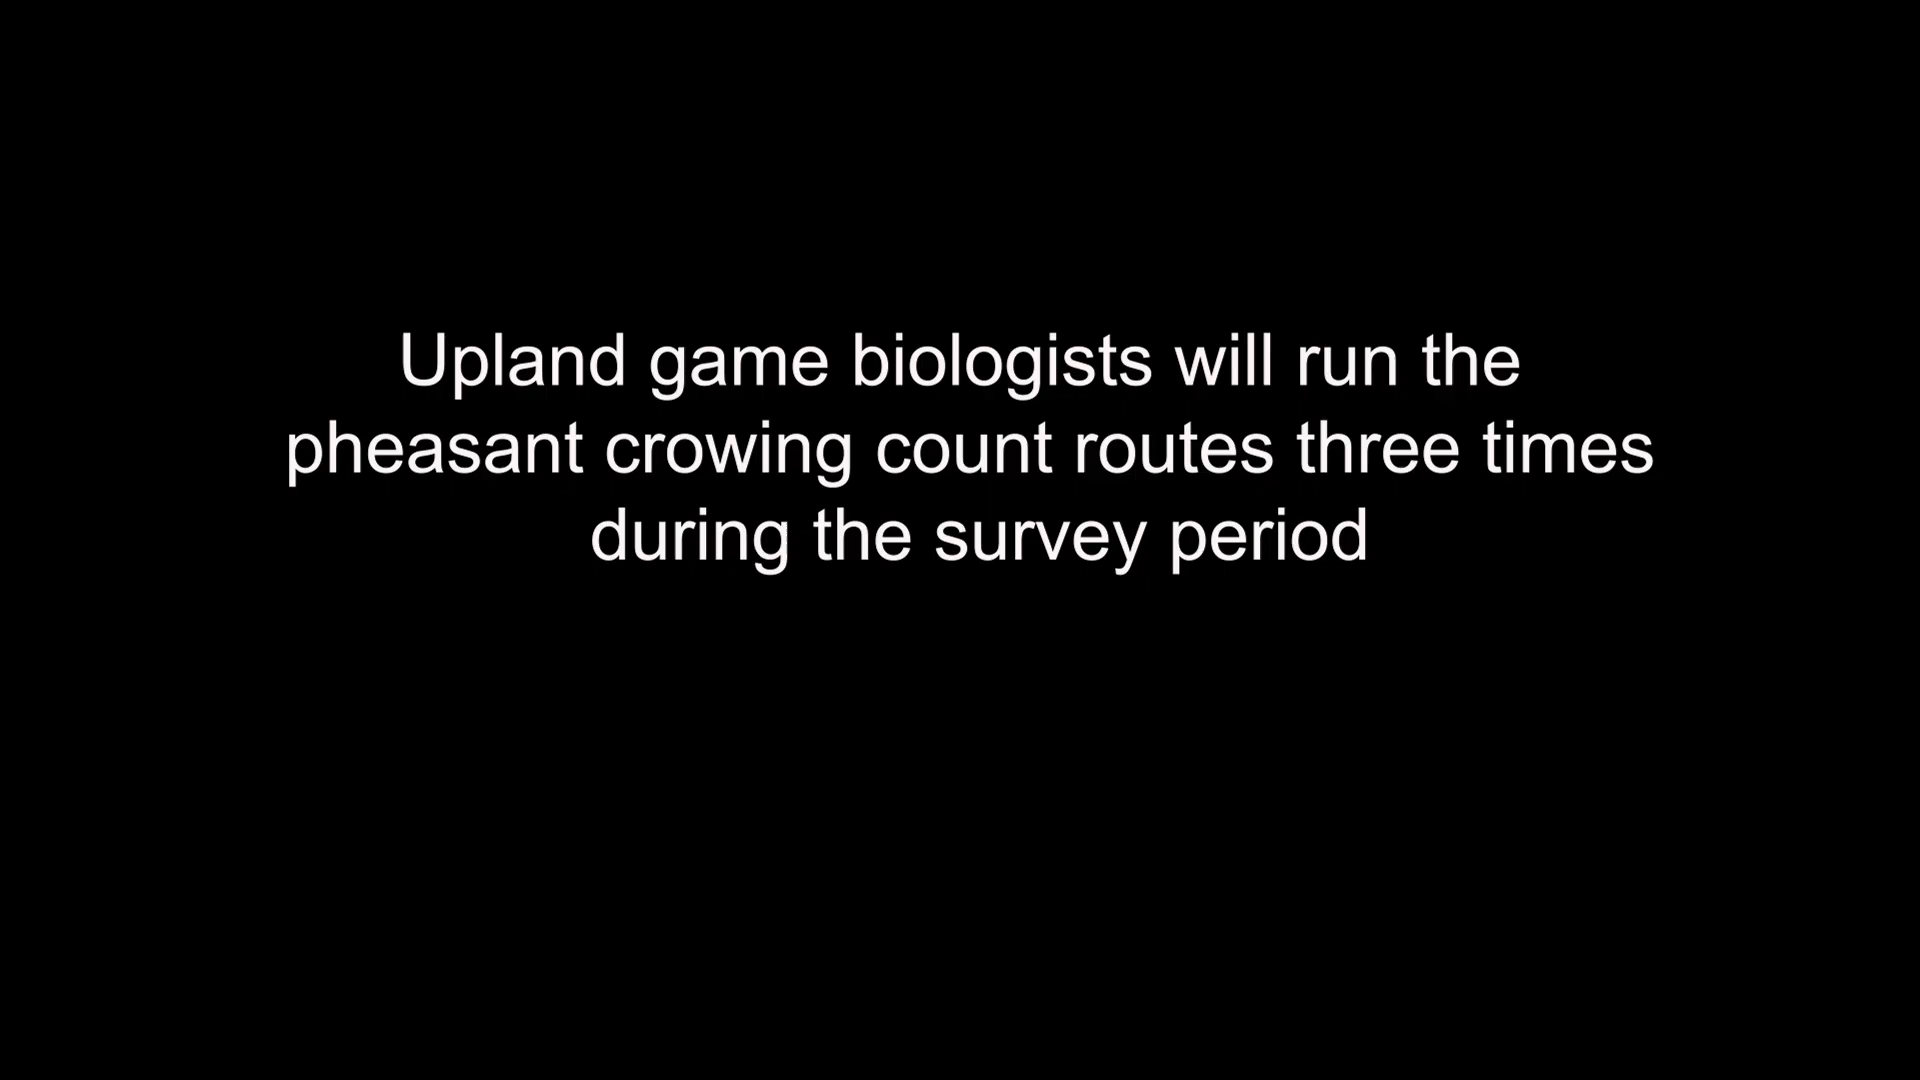 Upland game biologists will run the
pheasant crowing count routes three times
during the survey period